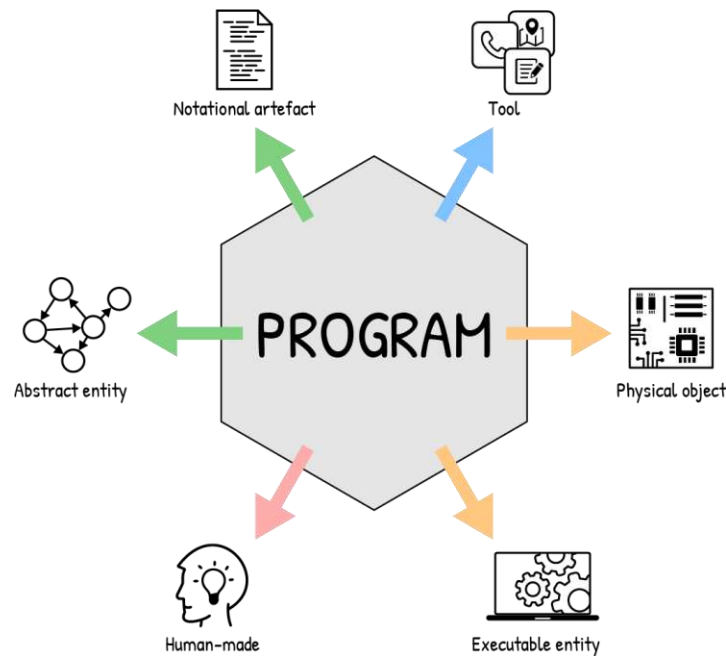 Notational artefact
Tool
PROGRAM
Abstract entity
Physical object
Human-made
Executable entity